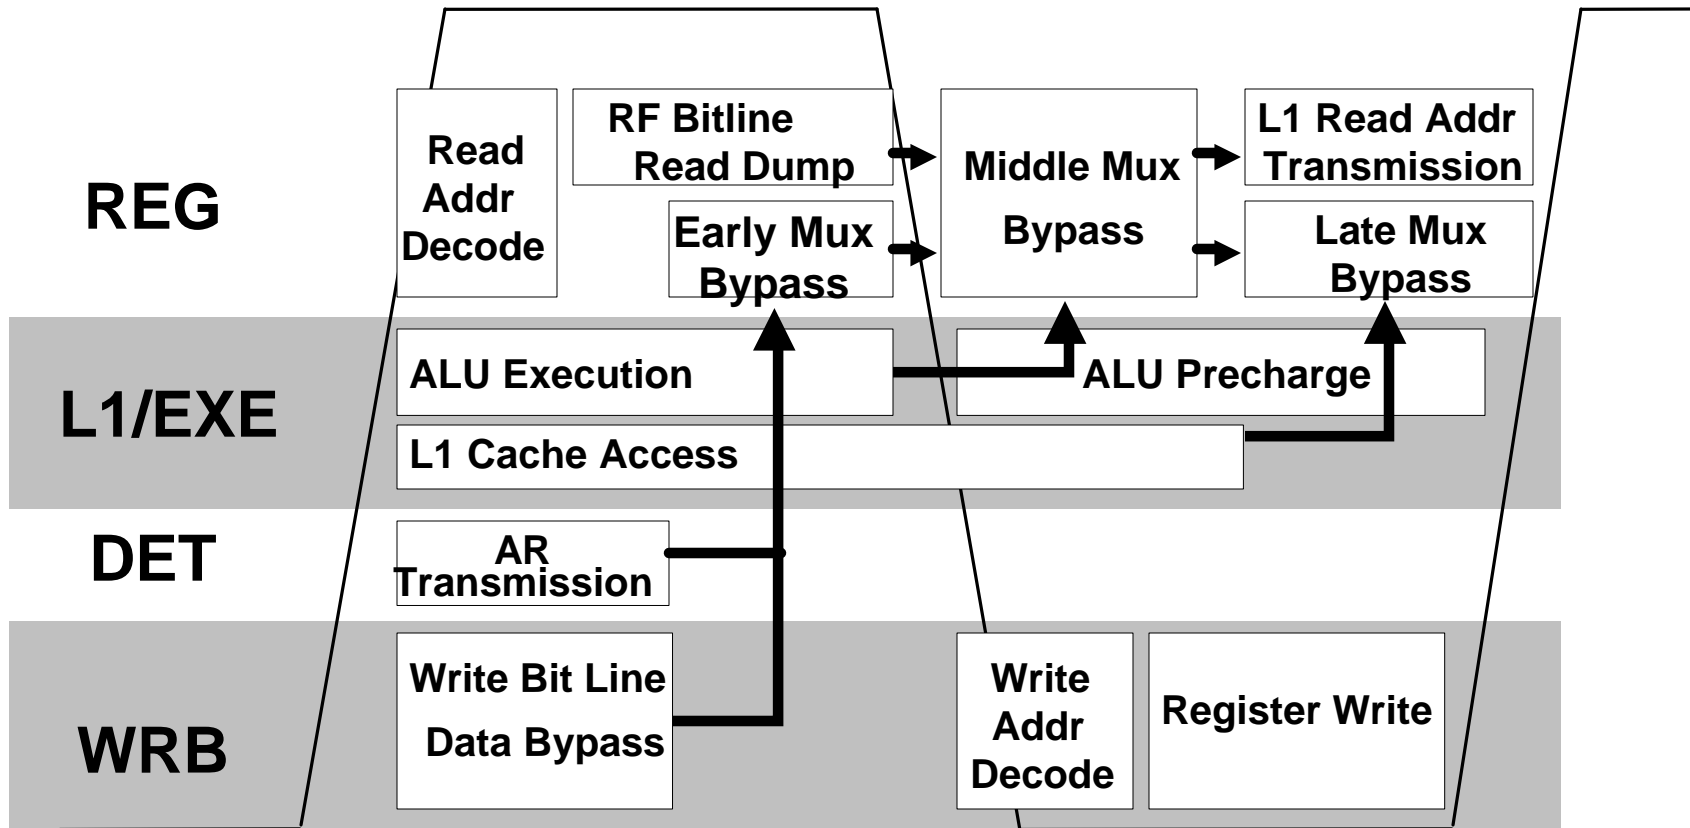 REG
Read
Addr
Decode
RF Bitline
Read Dump
Early Mux
Bypass
Middle Mux
Bypass
L1 Read Addr
Transmission
Late Mux
Bypass
L1/EXE
ALU Execution
ALU Precharge
L1 Cache Access
DET
AR
Transmission
WRB
Write Bit Line
Data Bypass
Write
Addr
Decode
Register Write